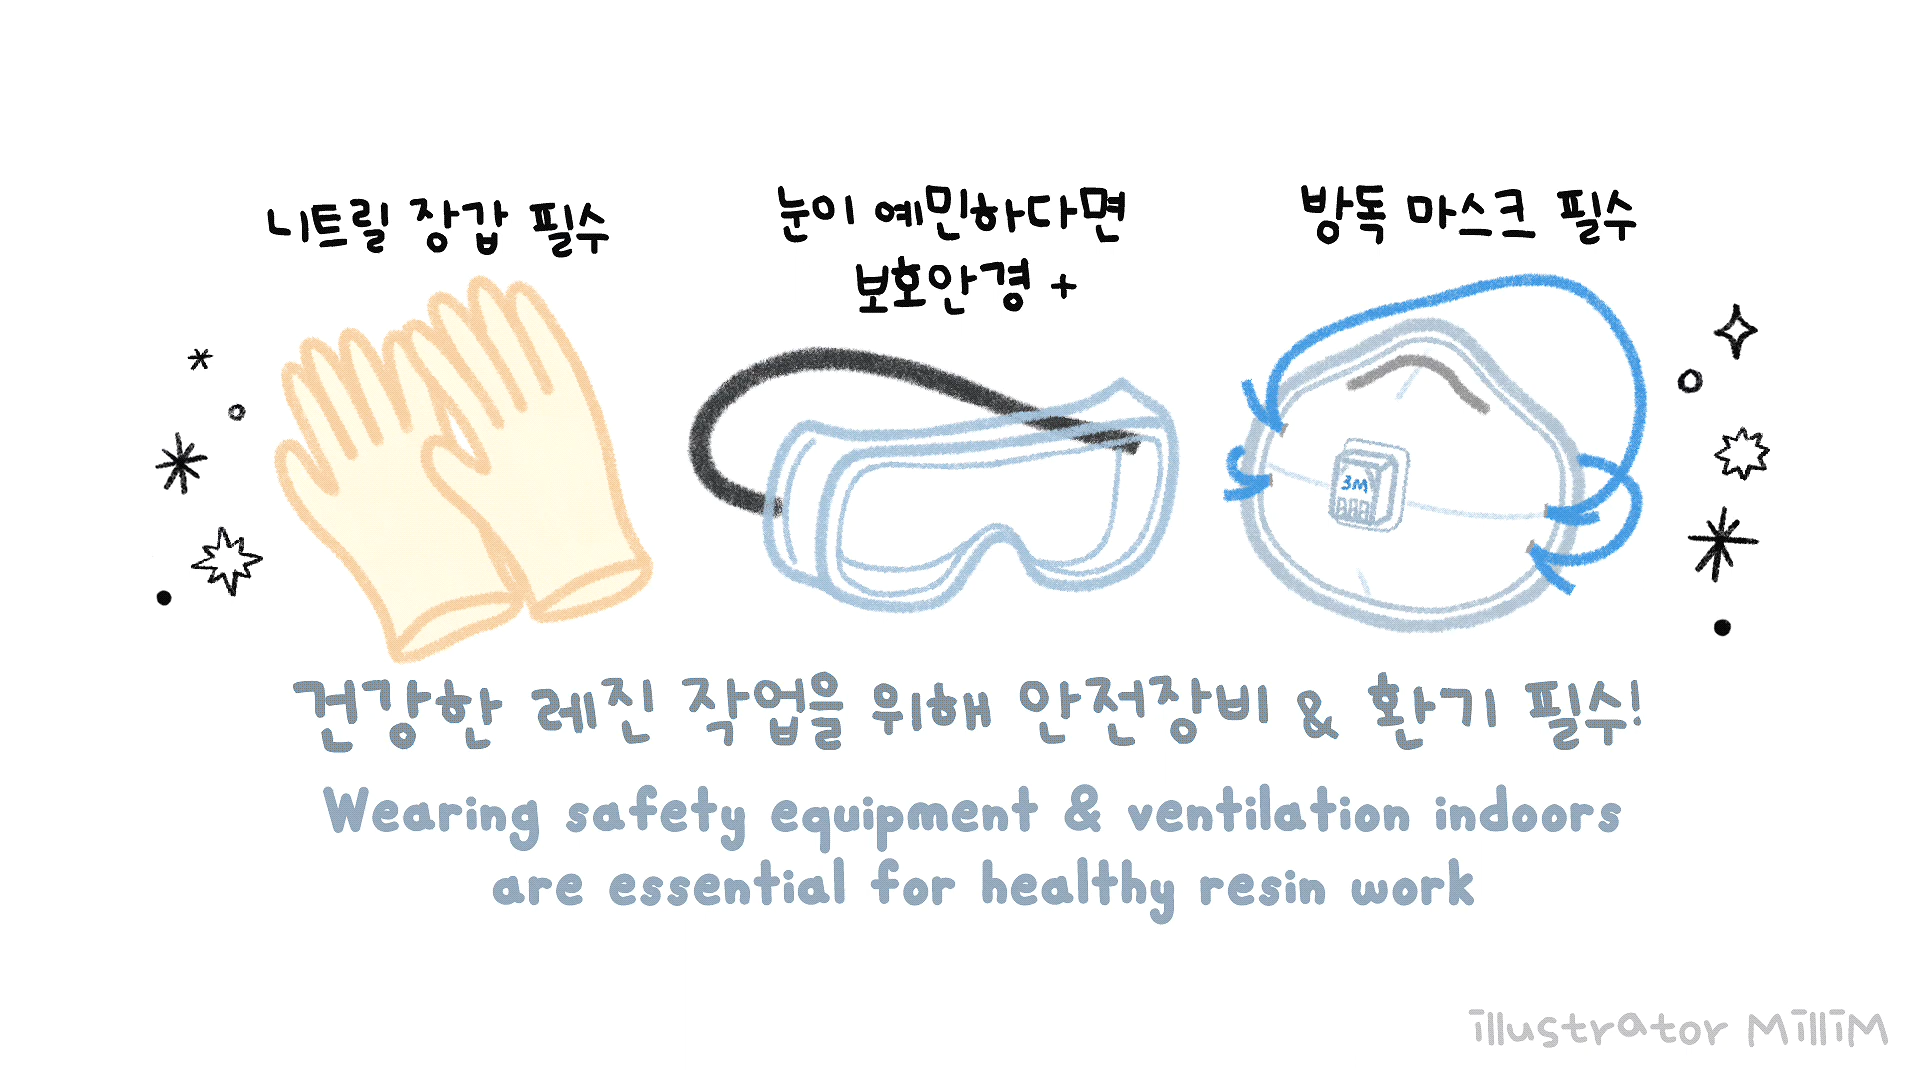 니트릴 장갑 필수
눈이 예민하다면
보호안경 +
방독 마스크 필수
3M
건강한 레진 작업을 위해 안전장비 & 환기 필수!
Wearing safety equipment & ventilation indoors
are essential for healthy resin work
illustrator MilliM